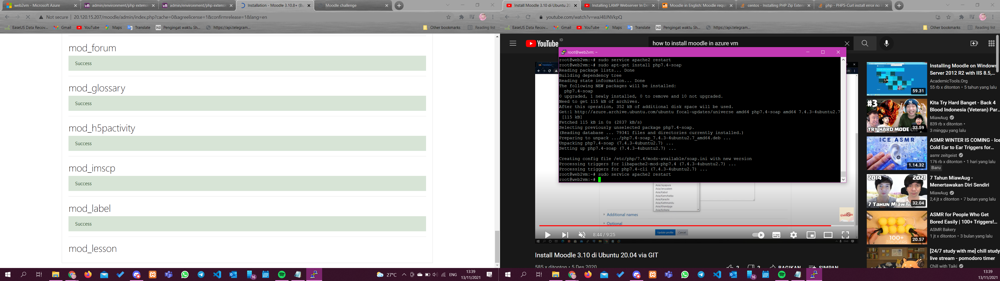 web2vm - Microsoft Azure
admin/environment/php extensi
admin/environment/php extensi
Installation - Moodle 3.10.8+ (Bu
Moodle challenge
Not secure
20.120.15.207/moodle/admin/index.php?cache=0&agreelicense=1&confirmrelease=1&lang=en
EaseUS Data Recov...
Gmail
YouTube
Maps
Translate
HS
Pengingat waktu Sh...
https://api.telegram...
Other bookmarks
Reading list
mod_forum
Success
mod_glossary
Success
mod_h5pactivity
Success
mod_imscp
Success
mod_label
Success
mod_lesson
16
27°C
ENG
13:39
13/11/2021
Install Moodle 3.10 di Ubuntu 20
Installing LAMP Webserver In De
Moodle in English: Moodle requi
centos - Installing PHP Zip Exten
php - PHP5-Curl install error no i
youtube.com/watch?v=waJ48JNVkpQ
EaseUS Data Recov...
Gmail
YouTube
Maps
Translate
HS
Pengingat waktu Sh...
https://api.telegram...
Other bookmarks
Reading list
YouTube
ID
how to install moodle in azure vm
root@web2vm: ~
root@web2vm:~# sudo service apache2 restart
root@web2vm:~# sudo apt-get install php7.4-soap
Reading package lists... Done
Building dependency tree
Reading state information... Done
The following NEW packages will be installed:
php7.4-soap
0 upgraded, 1 newly installed, 0 to remove and 10 not upgraded.
Need to get 115 kB of archives.
After this operation, 352 kB of additional disk space will be used.
Get:1 http://azure.archive.ubuntu.com/ubuntu focal-updates/universe amd64 php7.4-soap amd64 7.4.3-4ubuntu2.7
[115 kB]
Fetched 115 kB in 0s (2837 kB/s)
Selecting previously unselected package php7.4-soap.
(Reading database ... 79341 files and directories currently installed.)
Preparing to unpack .../php7.4-soap_7.4.3-4ubuntu2.7_amd64.deb ...
Unpacking php7.4-soap (7.4.3-4ubuntu2.7) ...
Setting up php7.4-soap (7.4.3-4ubuntu2.7) ...
Creating config file /etc/php/7.4/mods-available/soap.ini with new version
Processing triggers for libapache2-mod-php7.4 (7.4.3-4ubuntu2.7) ...
Processing triggers for php7.4-cli (7.4.3-4ubuntu2.7) ...
root@web2vm:~# sudo service apache2 restart
root@web2vm:~#
Asia/Jayapura
Asia/Jerusalem
Asia/Kabul
Asia/Kamchatka
Asia/Karachi
Asia/Kathmandu
Asia/Khandyga
Asia/Kolkata
Additional names
Optional
Update profile
Cancel
8:44 / 9:25
Install Moodle 3.10 di Ubuntu 20.04 via GIT
585 x ditonton • 5 Des 2020
2
2
BAGIKAN
SIMPAN
59.31
Installing Moodle on Windows
Server 2012 R2 with IIS 8.5,...
AcademicTools.Org
55 rb x ditonton • 5 tahun yang lalu
#3
TRY HARD MODE
33.59
Kita Try Hard Banget - Back 4
Blood Indonesia (Veteran) Par...
MiawAug
839 rb x ditonton •
3 minggu yang lalu
ICE ASMR
1.14.32
ASMR WINTER IS COMING - Ice
Cold Ear to Ear Triggers for...
asmr zeitgeist
176 rb x ditonton • 1 hari yang lalu
Baru
2014
2021
7 TAHUN MIAWAU
32.04
7 Tahun MiawAug -
Menertawakan Diri Sendiri
MiawAug
2,4 jt x ditonton • 7 bulan yang lalu
100+
TRIGGERS
20.57
ASMR for People Who Get
Bored Easily | 100+ Triggers!...
ASMR Bakery
1 jt x ditonton • 3 bulan yang lalu
[24/7 study with me] chill study
live stream - pomodoro timer
Chill with Taiki
16
13:39
13/11/2021